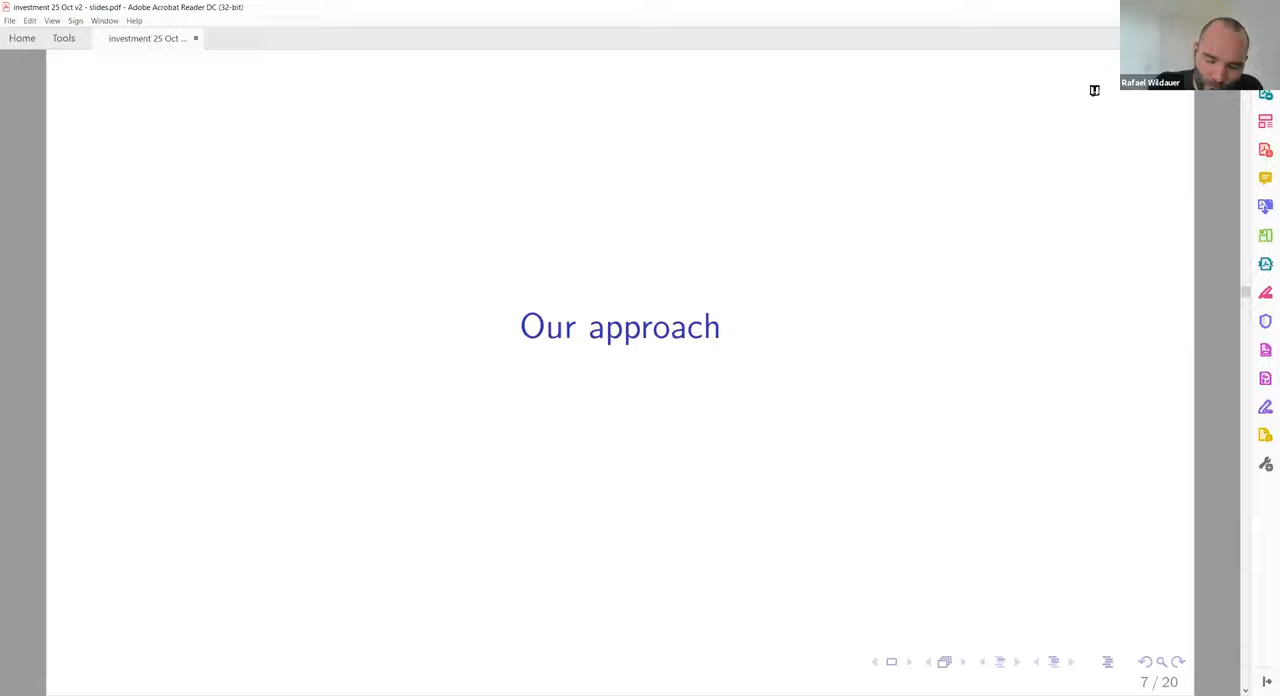 investment 25 Oct v2 - slides.pdf - Adobe Acrobat Reader DC (32-bit)
File Edit View Sign Window Help
Home Tools investment 25 Oct ...
Rafael Wildauer
Our approach
7 / 20